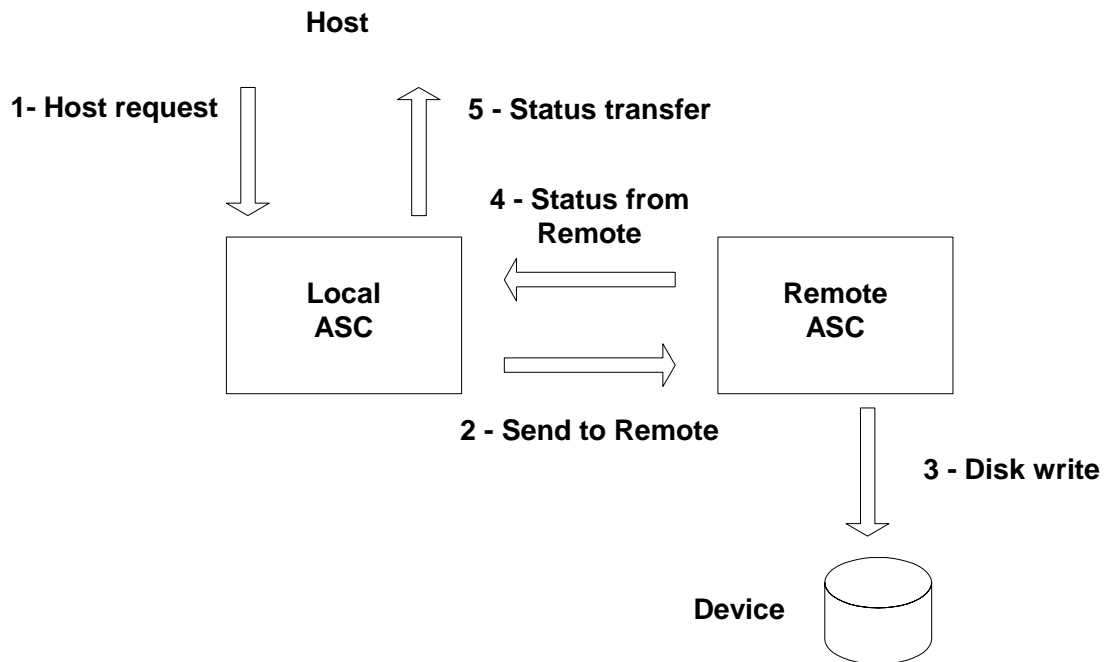 Host
1- Host request
5 - Status transfer
4 - Status from
Remote
Local
ASC
Remote
ASC
2 - Send to Remote
3 - Disk write
Device